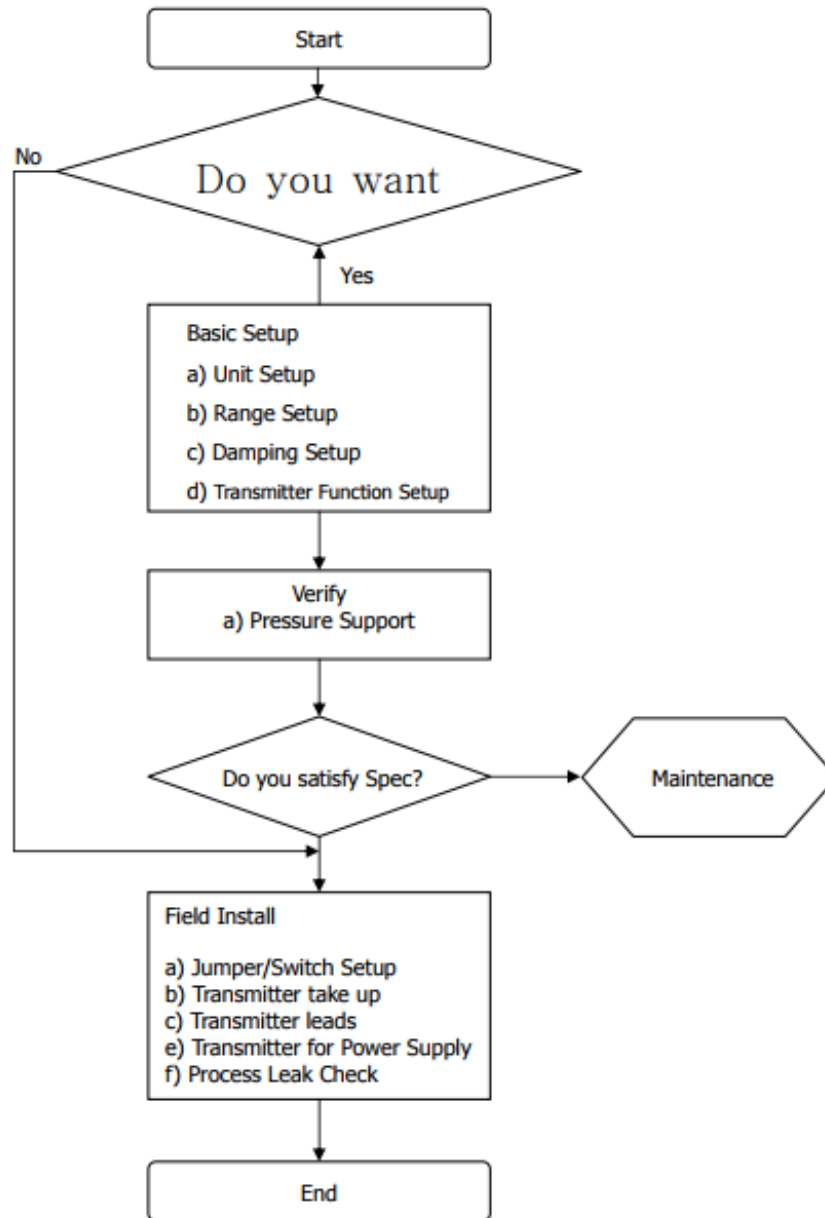 Start
No
Do you want
Yes
Basic Setup
a) Unit Setup
b) Range Setup
c) Damping Setup
d) Transmitter Function Setup
Verify
a) Pressure Support
Do you satisfy Spec?
Maintenance
Field Install
a) Jumper/Switch Setup
b) Transmitter take up
c) Transmitter leads
e) Transmitter for Power Supply
f) Process Leak Check
End